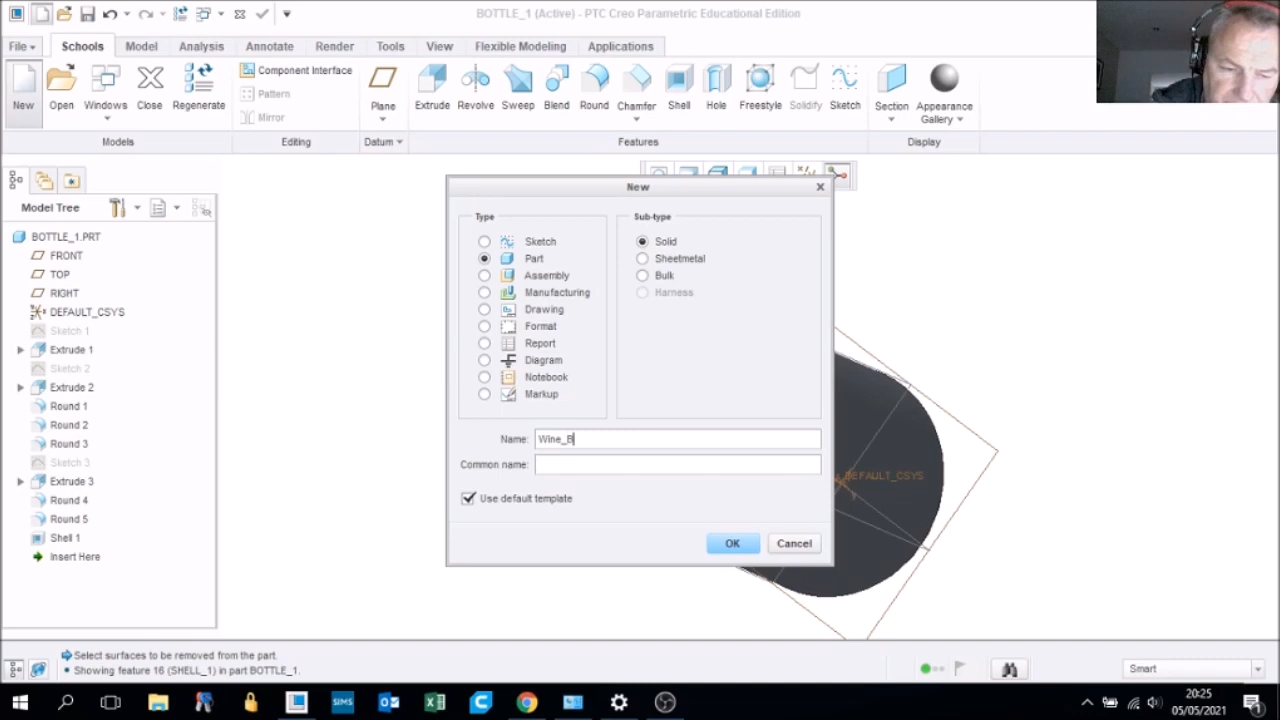 BOTTLE_1 (Active) - PTC Creo Parametric Educational Edition
File Schools Model Analysis Annotate Render Tools View Flexible Modeling Applications
New Open Windows Close Regenerate
Component Interface
Pattern
Mirror
Plane
Extrude Revolve Sweep Blend Round Chamfer Shell Hole Freestyle Solidify Sketch
Section Appearance Gallery
Models Editing Datum Features Display
Model Tree
BOTTLE_1.PRT
FRONT
TOP
RIGHT
DEFAULT_CSYS
Sketch 1
Extrude 1
Sketch 2
Extrude 2
Round 1
Round 2
Round 3
Sketch 3
Extrude 3
Round 4
Round 5
Shell 1
Insert Here
New
Type
Sketch
Part
Assembly
Manufacturing
Drawing
Format
Report
Diagram
Notebook
Markup
Sub-type
Solid
Sheetmetal
Bulk
Harness
Name: Wine_B
Common name:
Use default template
OK Cancel
DEFAULT_CSYS
Select surfaces to be removed from the part.
Showing feature 16 (SHELL_1) in part BOTTLE_1.
Smart
SIMS
20:25
05/05/2021
1